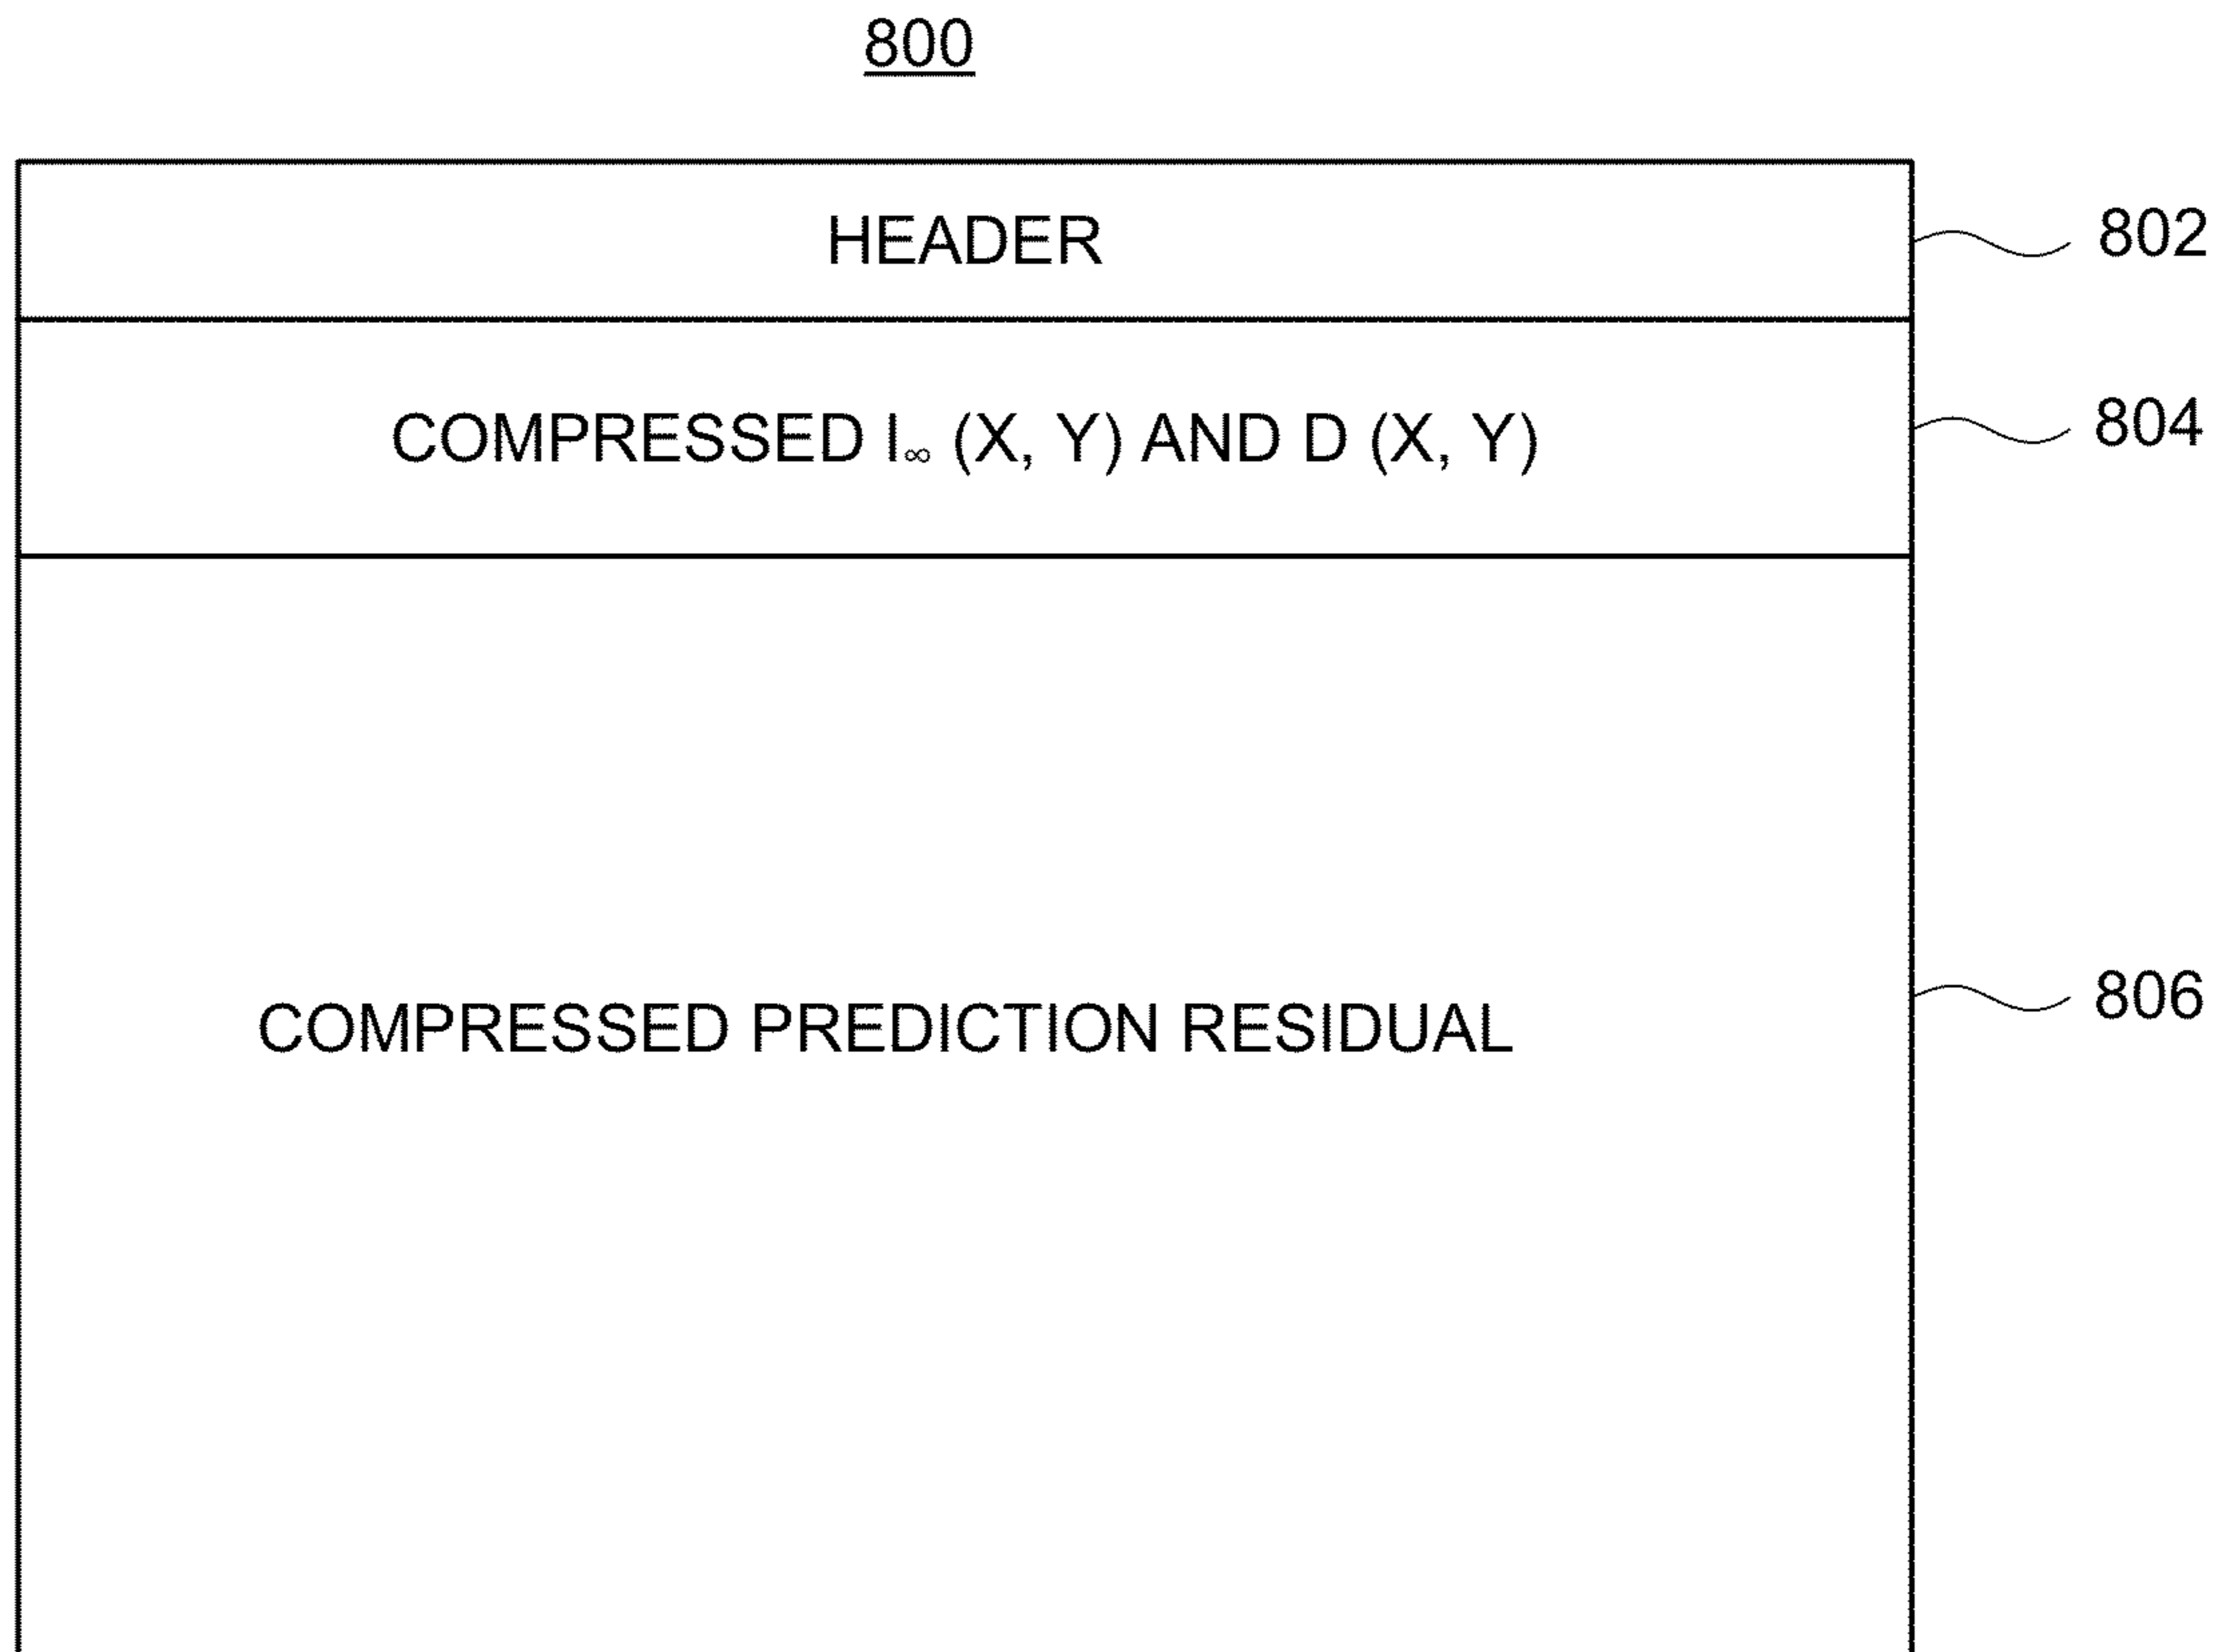 800
HEADER 802
COMPRESSED I∞ (X, Y) AND D (X, Y) 804
COMPRESSED PREDICTION RESIDUAL 806